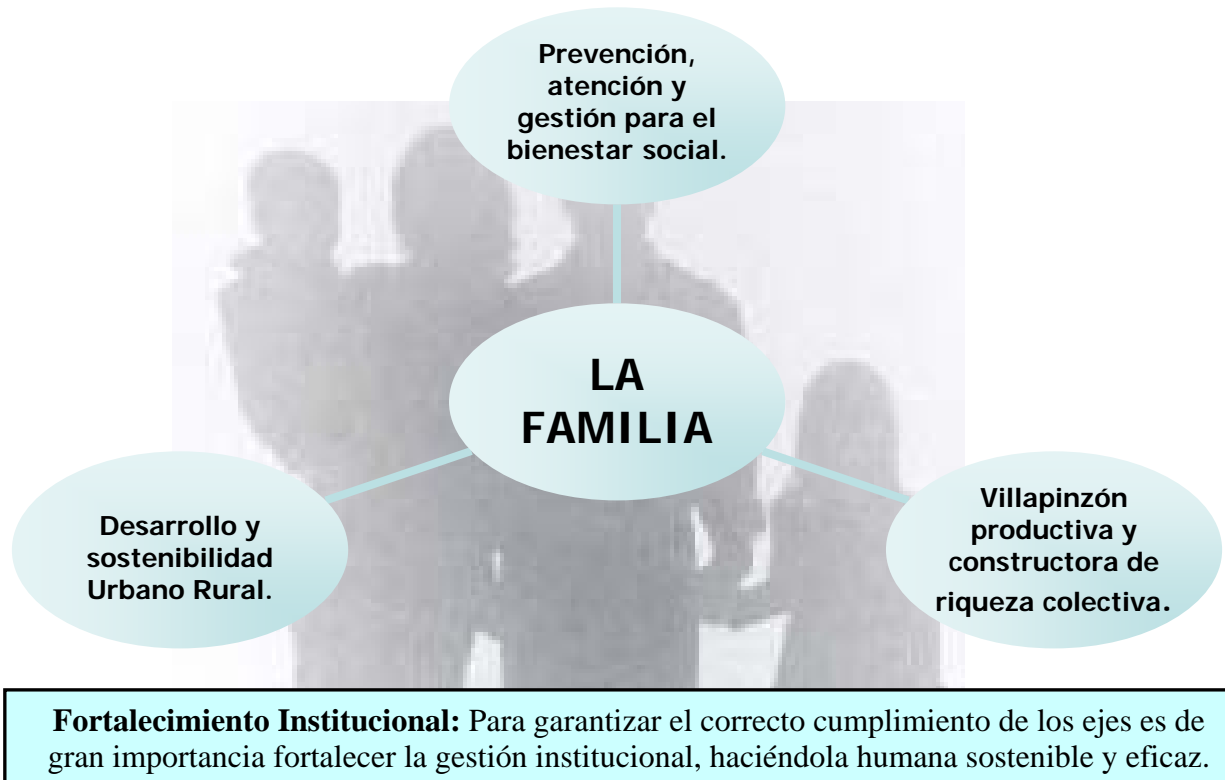 Prevención,
atención y
gestión para el
bienestar social.
LA
FAMILIA
Desarrollo y
sostenibilidad
Urbano Rural.
Villapinzón
productiva y
constructora de
riqueza colectiva.
Fortalecimiento Institucional: Para garantizar el correcto cumplimiento de los ejes es de
gran importancia fortalecer la gestión institucional, haciéndola humana sostenible y eficaz.